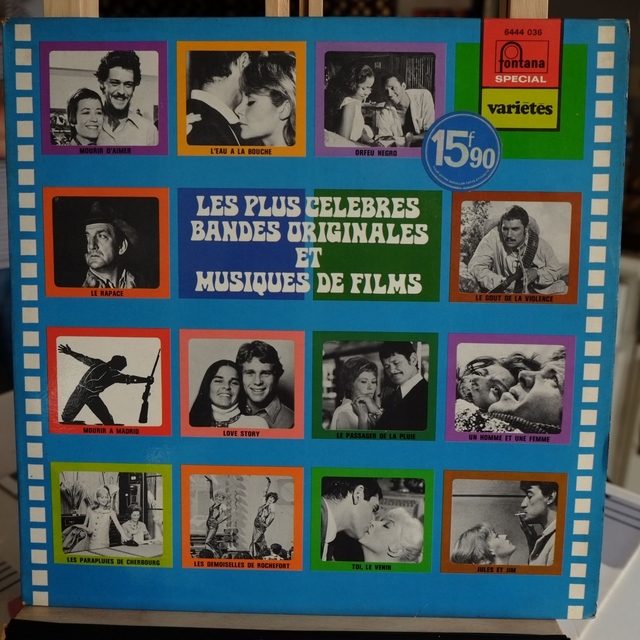 6444 036
fontana
SPECIAL
variétés
15F90
MOURIR D'AIMER
L'EAU A LA BOUCHE
ORFEU NEGRO
LES PLUS CELEBRES
BANDES ORIGINALES
ET
MUSIQUES DE FILMS
LE RAPACE
LE GOUT DE LA VIOLENCE
MOURIR A MADRID
LOVE STORY
LE PASSAGER DE LA PLUIE
UN HOMME ET UNE FEMME
LES PARAPLUIES DE CHERBOURG
LES DEMOISELLES DE ROCHEFORT
TOI, LE VENIN
JULES ET JIM